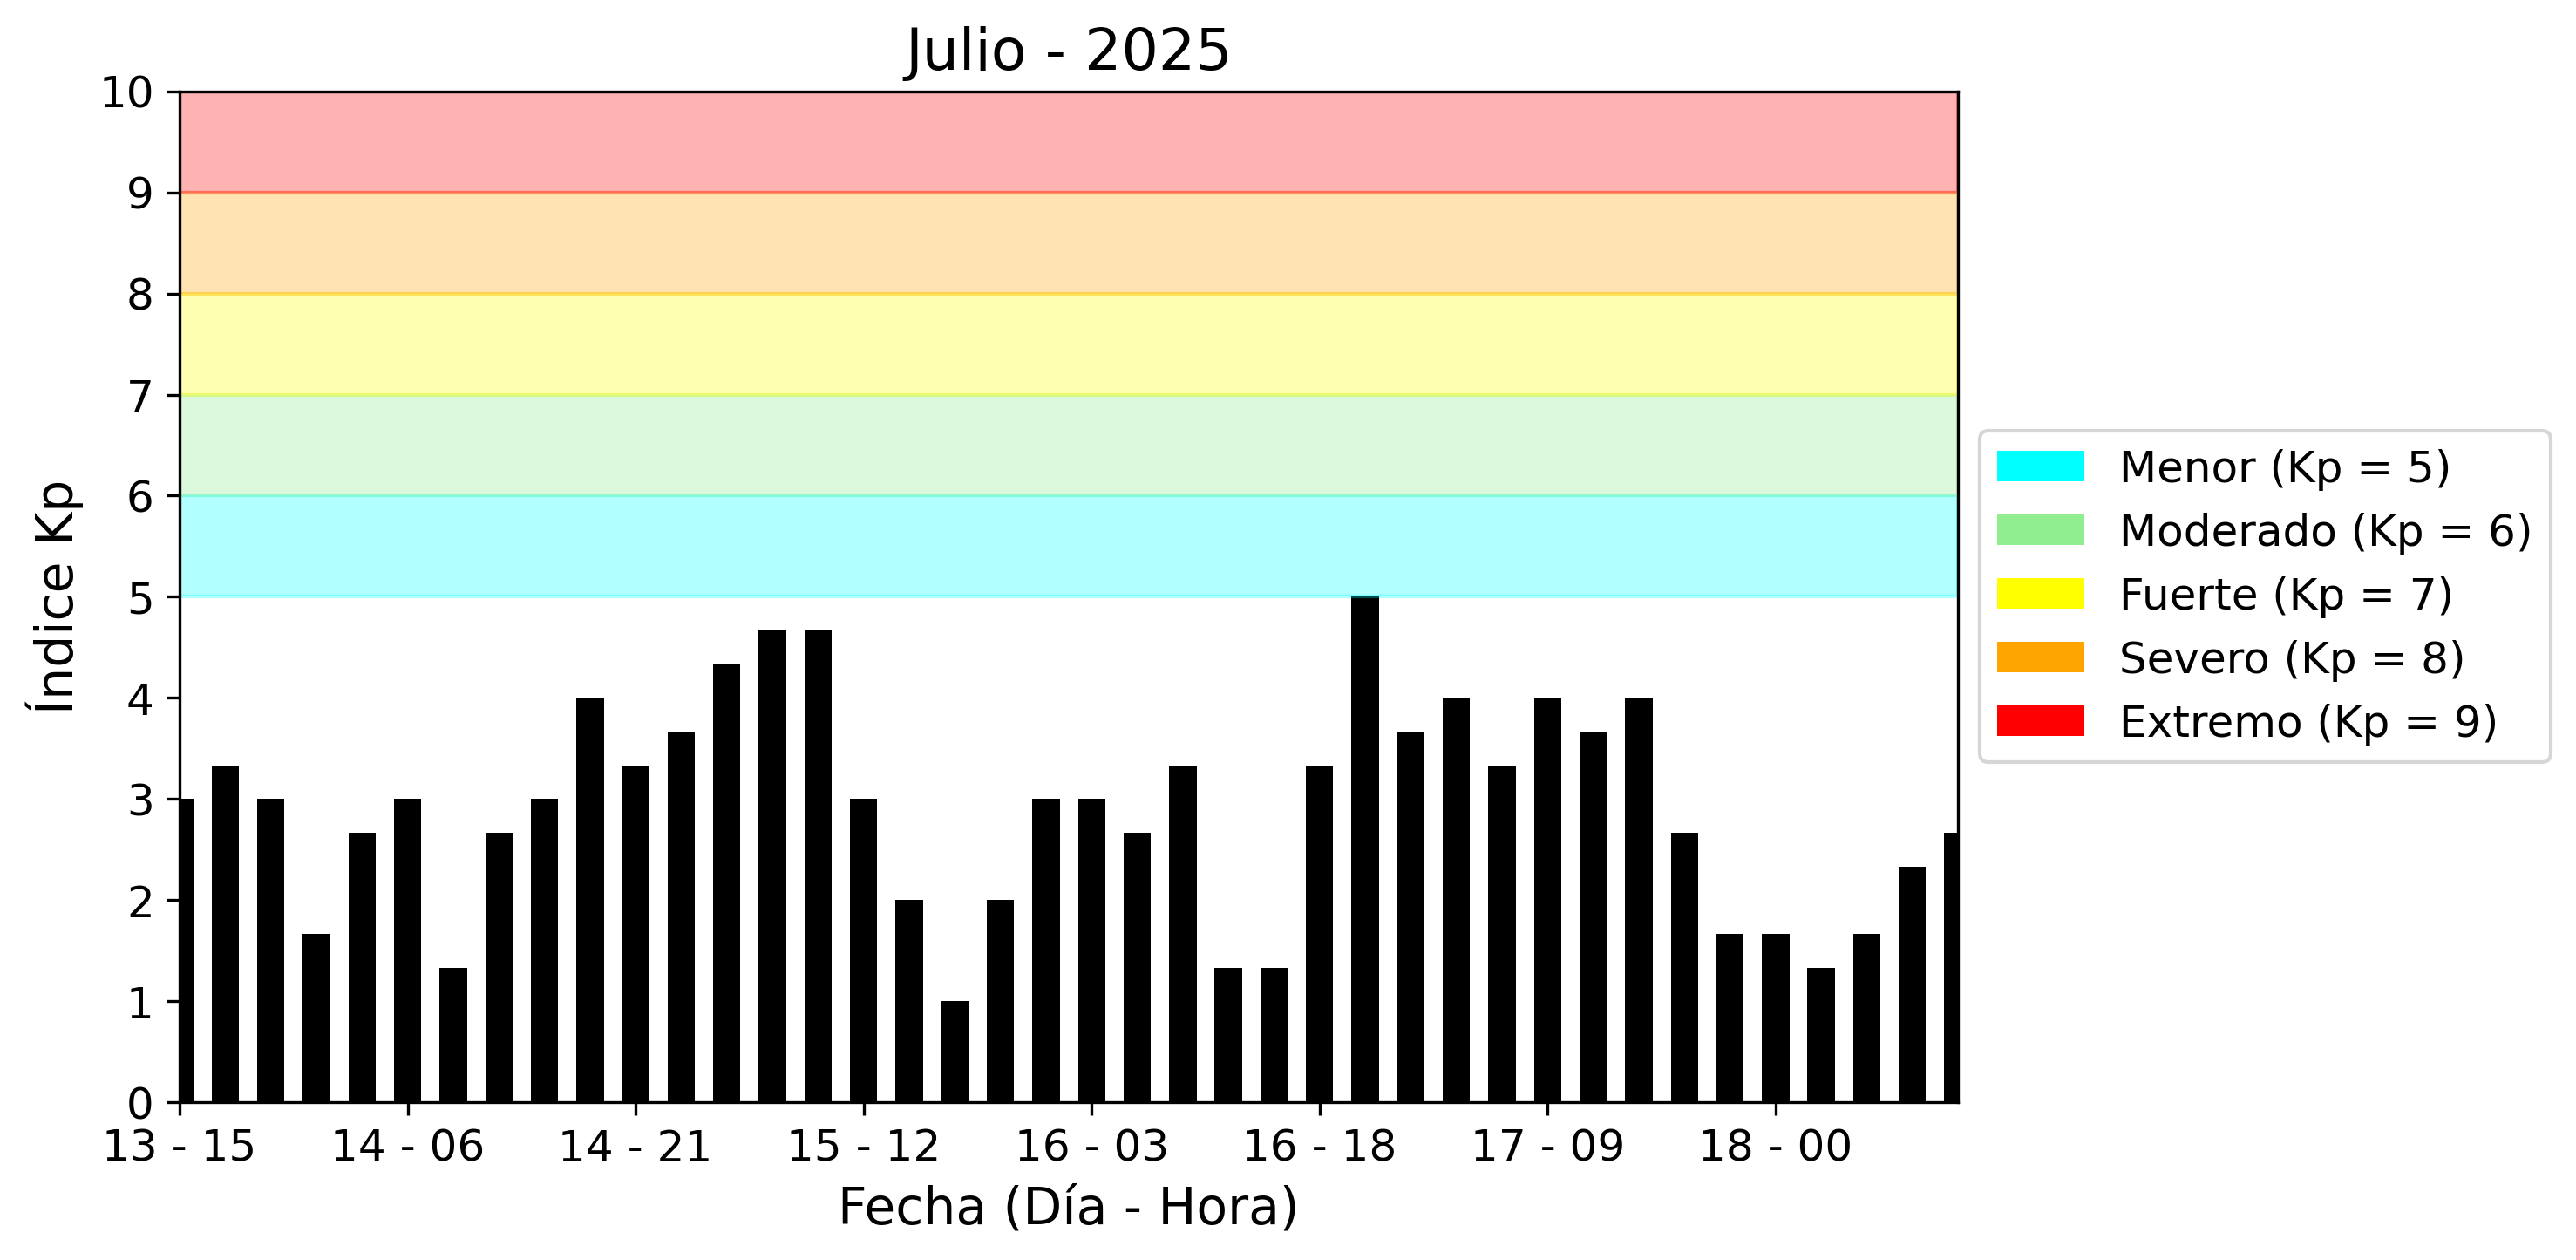 Julio - 2025
10
9
8
7
6
5
4
3
2
1
0
Índice Kp
13 - 15
14 - 06
14 - 21
15 - 12
16 - 03
16 - 18
17 - 09
18 - 00
Fecha (Día - Hora)
Menor (Kp = 5)
Moderado (Kp = 6)
Fuerte (Kp = 7)
Severo (Kp = 8)
Extremo (Kp = 9)